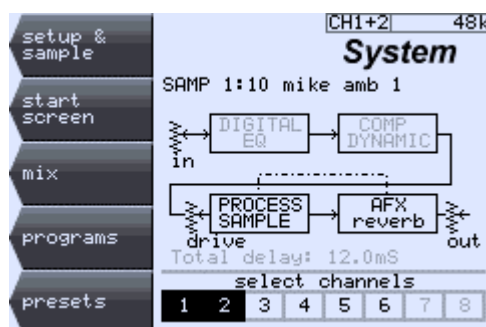 setup &
sample
start
screen
mix
programs
presets
CH1+2 48k
System
SAMP 1:10 mike amb 1
DIGITAL
EQ
COMP
DYNAMIC
in
PROCESS
SAMPLE
AFX
reverb
drive
out
Total delay: 12.0mS
select channels
1 2 3 4 5 6 7 8